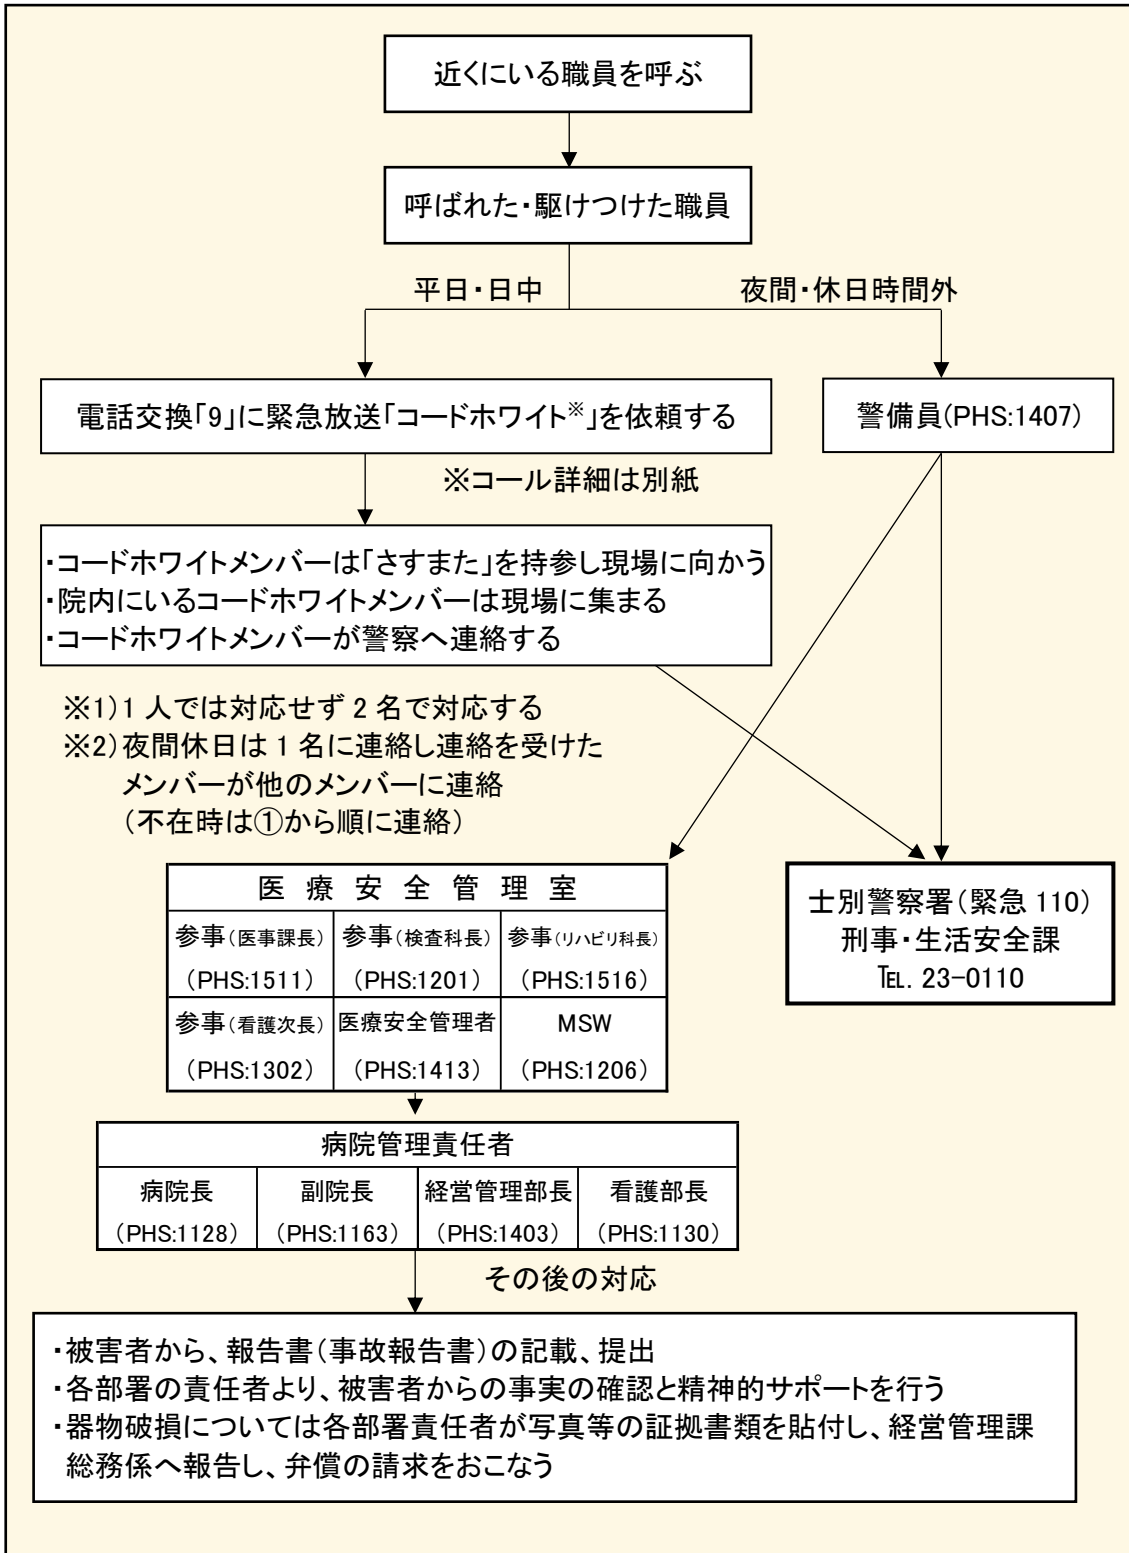 近くにいる職員を呼ぶ
呼ばれた・駆けつけた職員
平日・日中
夜間・休日時間外
電話交換「9」に緊急放送「コードホワイト※」を依頼する
警備員(PHS:1407)
※コール詳細は別紙
・コードホワイトメンバーは「さすまた」を持参し現場に向かう
・院内にいるコードホワイトメンバーは現場に集まる
・コードホワイトメンバーが警察へ連絡する
※1)1人では対応せず2名で対応する
※2)夜間休日は1名に連絡し連絡を受けた
メンバーが他のメンバーに連絡
(不在時は①から順に連絡)
医療安全管理室
参事(医事課長) 参事(検査科長) 参事(リハビリ科長)
(PHS:1511) (PHS:1201) (PHS:1516)
参事(看護次長) 医療安全管理者 MSW
(PHS:1302) (PHS:1413) (PHS:1206)
士別警察署(緊急110)
刑事・生活安全課
℡. 23-0110
病院管理責任者
病院長 副院長 経営管理部長 看護部長
(PHS:1128) (PHS:1163) (PHS:1403) (PHS:1130)
その後の対応
・被害者から、報告書(事故報告書)の記載、提出
・各部署の責任者より、被害者からの事実の確認と精神的サポートを行う
・器物破損については各部署責任者が写真等の証拠書類を貼付し、経営管理課
総務係へ報告し、弁償の請求をおこなう